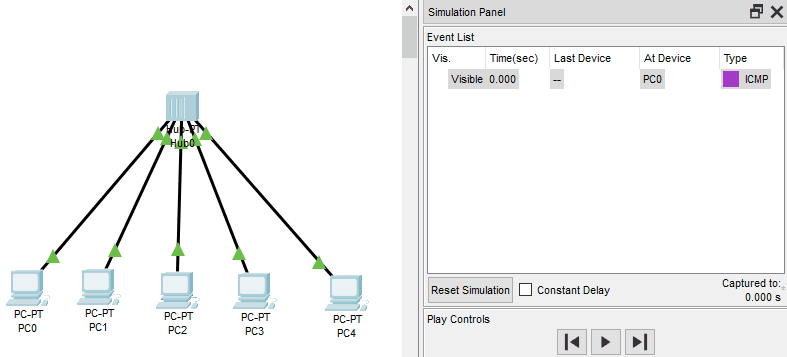 Hub-PT
Hub0
PC-PT
PC0
PC-PT
PC1
PC-PT
PC2
PC-PT
PC3
PC-PT
PC4
Simulation Panel
Event List
Vis. Time(sec) Last Device At Device Type
Visible 0.000 -- PC0 ICMP
Reset Simulation Constant Delay Captured to:
0.000 s
Play Controls